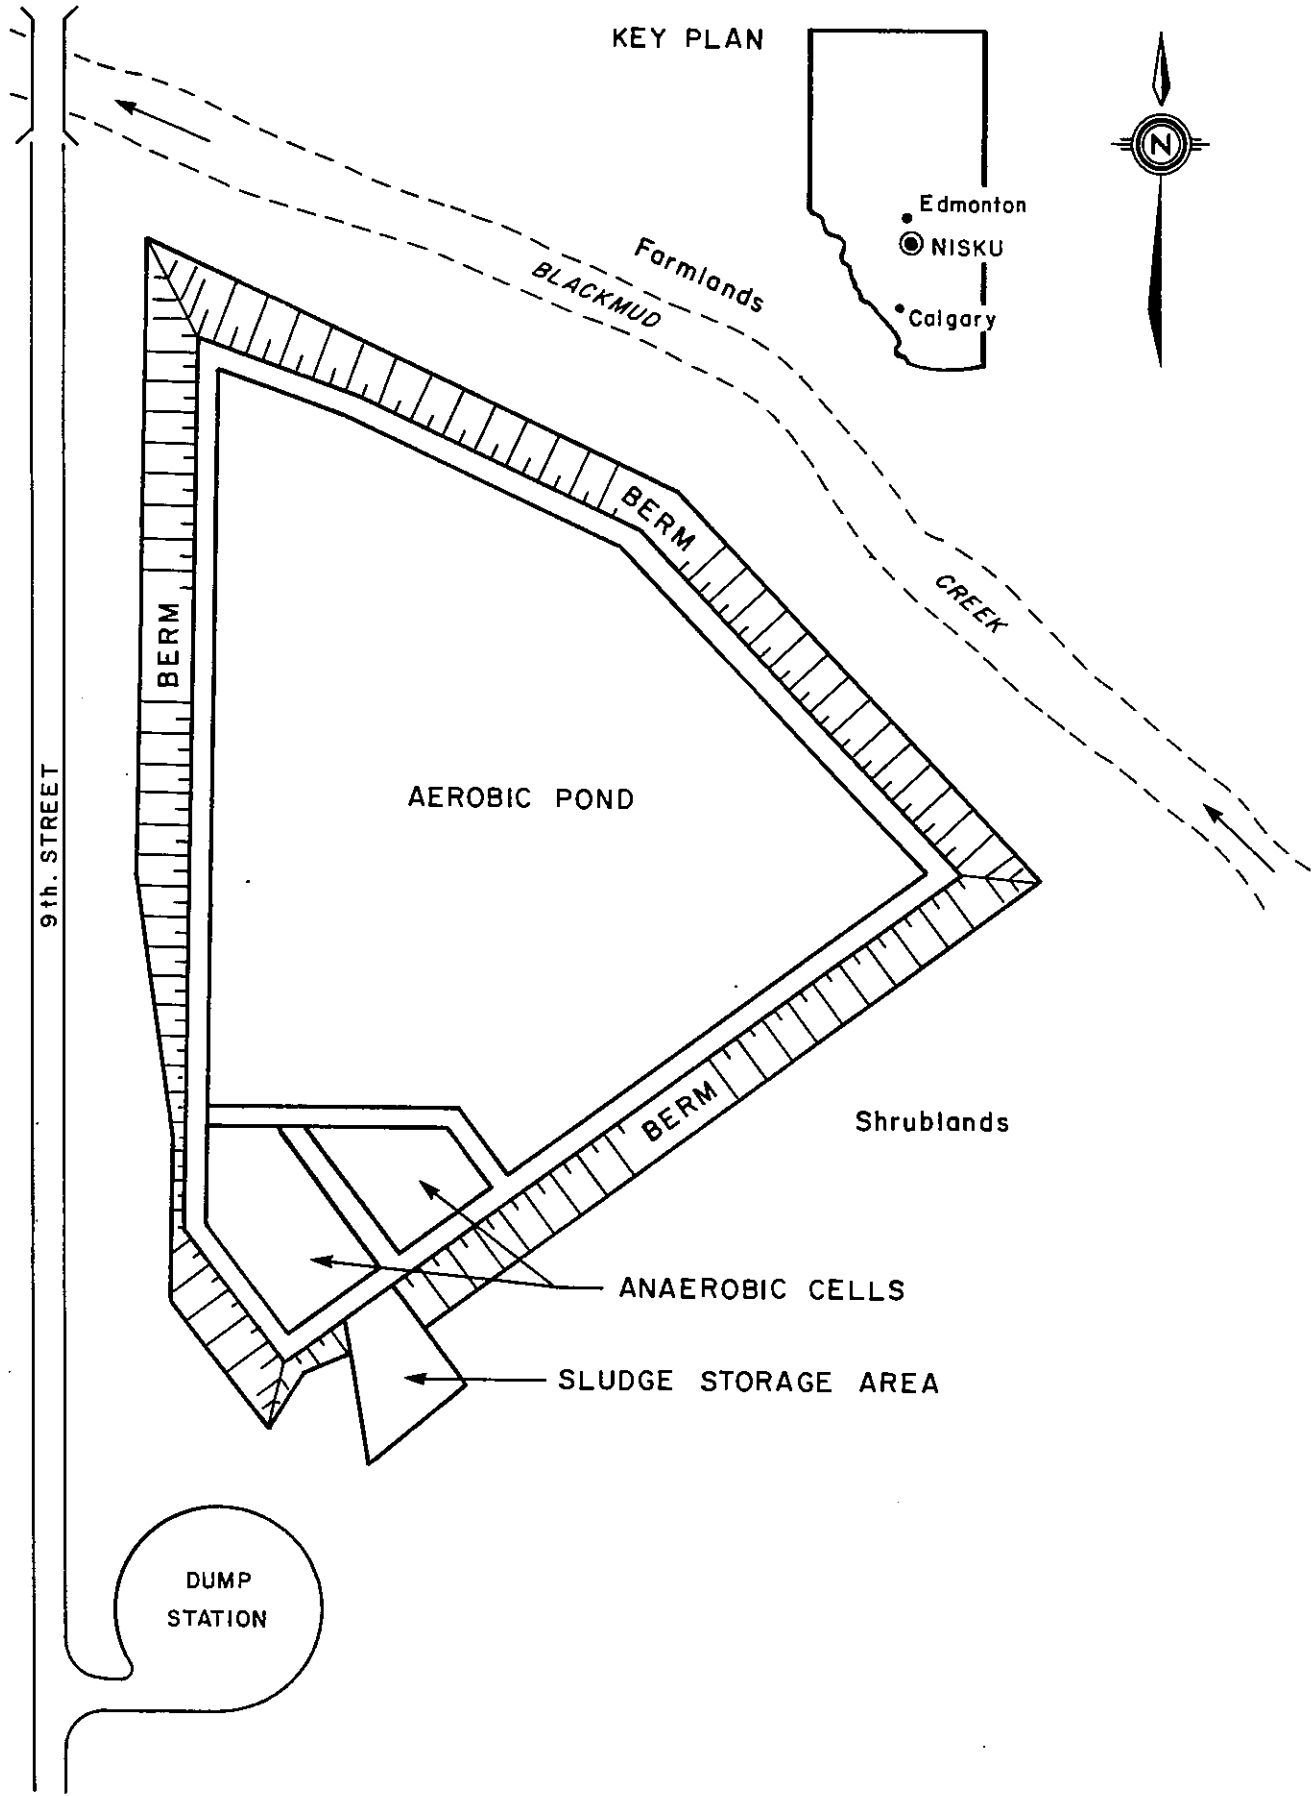 KEY PLAN
N
Edmonton
NISKU
Calgary
Farmlands
BLACKMUD
CREEK
BERM
BERM
9th. STREET
AEROBIC POND
BERM
Shrublands
ANAEROBIC CELLS
SLUDGE STORAGE AREA
DUMP
STATION